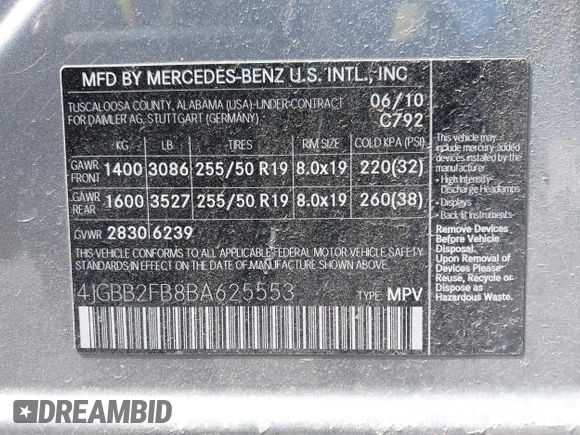 MFD BY MERCEDES-BENZ U.S. INTL., INC
TUSCALOOSA COUNTY, ALABAMA (USA)-UNDER-CONTRACT 06/10
FOR DAIMLER AG, STUTTGART (GERMANY) C792
KG LB TIRES RIM SIZE COLD KPA (PSI)
GAWR FRONT 1400 3086 255/50 R19 8.0x19 220(32)
GAWR REAR 1600 3527 255/50 R19 8.0x19 260(38)
GVWR 2830 6239
THIS VEHICLE CONFORMS TO ALL APPLICABLE FEDERAL MOTOR VEHICLE SAFETY
STANDARDS IN EFFECT ON THE DATE OF MANUFACTURE SHOWN ABOVE.
4JGBB2FB8BA625553
TYPE: MPV
This vehicle may
include mercury-added
devices installed by the
manufacturer:
• High Intensity-
Discharge Headlamps
• Displays
• Back lit Instruments
Remove Devices
Before Vehicle
Disposal.
Upon Removal of
Devices Please
Reuse, Recycle or
Dispose as
Hazardous Waste.
DREAMBID